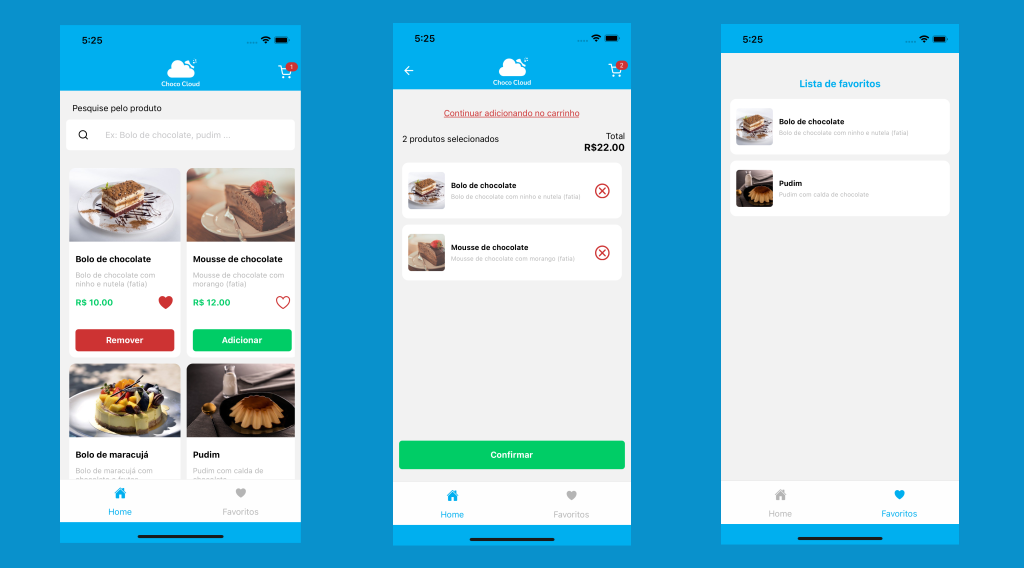 5:25
1
Choco Cloud
Pesquise pelo produto
Ex: Bolo de chocolate, pudim ...
Bolo de chocolate
Bolo de chocolate com
ninho e nutela (fatia)
R$ 10.00
Remover
Mousse de chocolate
Mousse de chocolate com
morango (fatia)
R$ 12.00
Adicionar
Bolo de maracujá
Bolo de maracujá com
chocolate e frutas
Pudim
Pudim com calda de
chocolate
Home
Favoritos
5:25
2
Choco Cloud
Continuar adicionando no carrinho
2 produtos selecionados
Total
R$22.00
Bolo de chocolate
Bolo de chocolate com ninho e nutela (fatia)
Mousse de chocolate
Mousse de chocolate com morango (fatia)
Confirmar
Home
Favoritos
5:25
Lista de favoritos
Bolo de chocolate
Bolo de chocolate com ninho e nutela (fatia)
Pudim
Pudim com calda de chocolate
Home
Favoritos